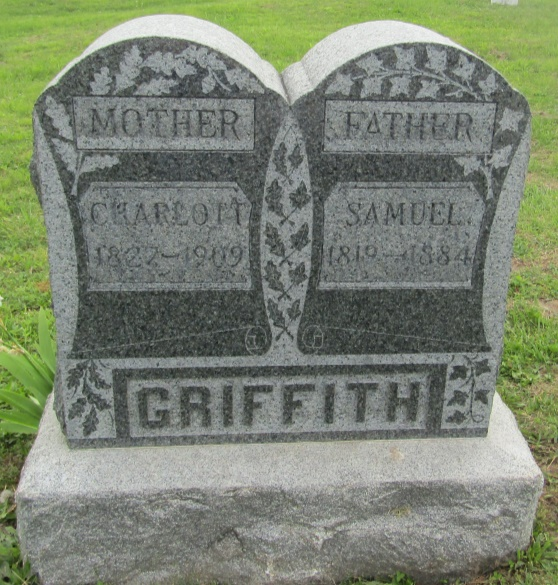 MOTHER
CHARLOTT
1827-1909
FATHER
SAMUEL
1819-1884
GRIFFITH